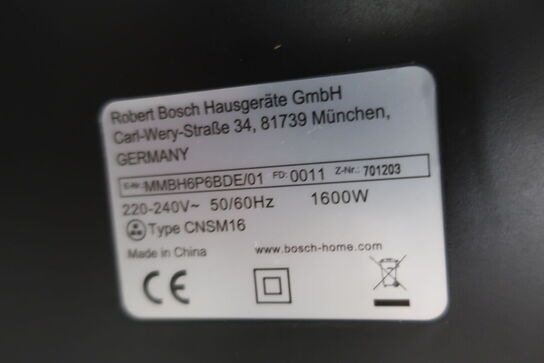 Robert Bosch Hausgeräte GmbH
Carl-Wery-Straße 34, 81739 München,
GERMANY
E-Nr. MMBH6P6BDE/01 FD: 0011 Z-Nr.: 701203
220-240V~ 50/60Hz 1600W
Type CNSM16
Made in China www.bosch-home.com
CE